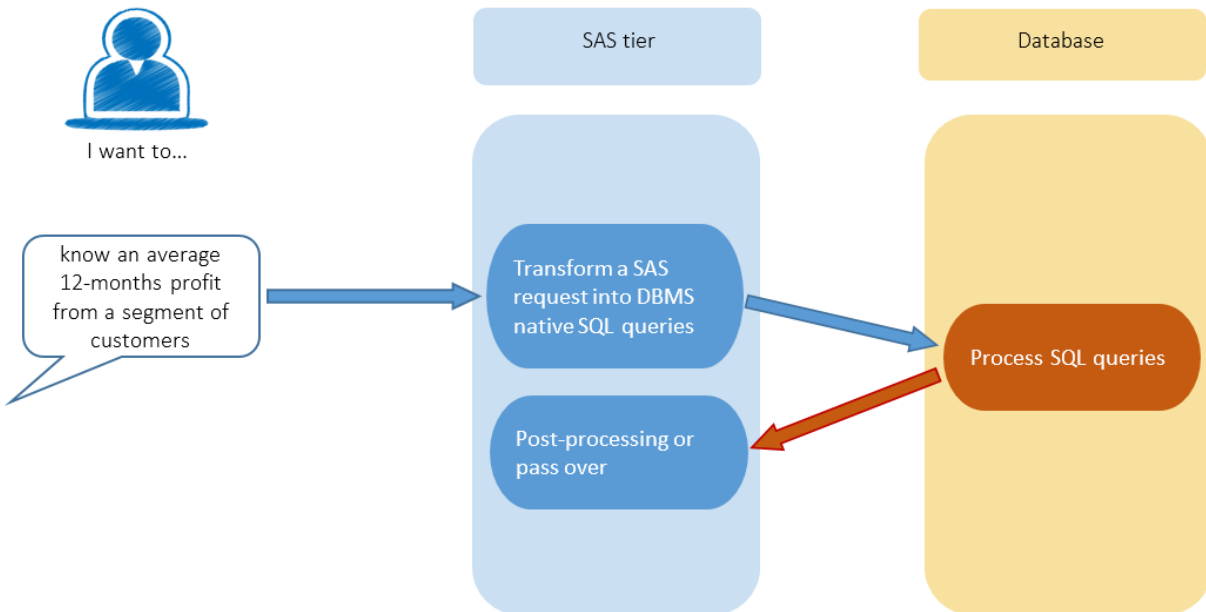 SAS tier
Database
I want to...
know an average
12-months profit
from a segment of
customers
Transform a SAS
request into DBMS
native SQL queries
Process SQL queries
Post-processing or
pass over